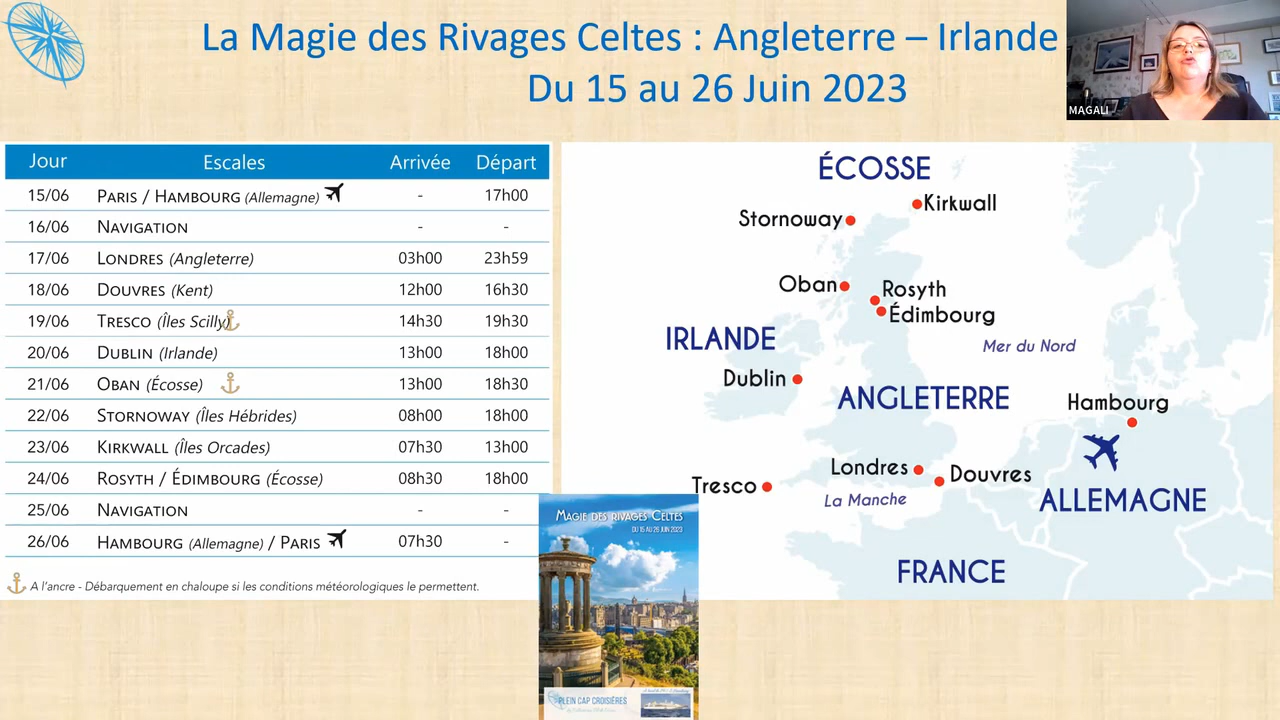 La Magie des Rivages Celtes : Angleterre – Irlande
Du 15 au 26 Juin 2023
MAGALI
Jour Escales Arrivée Départ
15/06 PARIS / HAMBOURG (Allemagne) - 17h00
16/06 NAVIGATION - -
17/06 LONDRES (Angleterre) 03h00 23h59
18/06 DOUVRES (Kent) 12h00 16h30
19/06 TRESCO (Îles Scilly) 14h30 19h30
20/06 DUBLIN (Irlande) 13h00 18h00
21/06 OBAN (Écosse) 13h00 18h30
22/06 STORNOWAY (Îles Hébrides) 08h00 18h00
23/06 KIRKWALL (Îles Orcades) 07h30 13h00
24/06 ROSYTH / ÉDIMBOURG (Écosse) 08h30 18h00
25/06 NAVIGATION - -
26/06 HAMBOURG (Allemagne) / PARIS 07h30 -
A l'ancre - Débarquement en chaloupe si les conditions météorologiques le permettent.
ÉCOSSE
Kirkwall
Stornoway
Oban
Rosyth
Édimbourg
IRLANDE
Mer du Nord
Dublin
ANGLETERRE
Hambourg
Londres
Douvres
Tresco
La Manche
ALLEMAGNE
FRANCE
MAGIE DES RIVAGES CELTES
DU 15 AU 26 JUIN 2023
PLEIN CAP CROISIÈRES